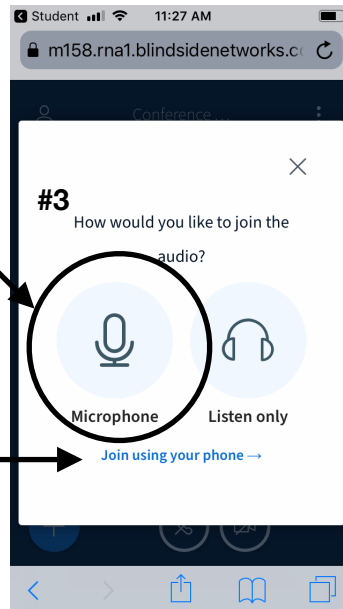 Student 11:27 AM
m158.rna1.blindsidenetworks.c
Conference ...
#3
How would you like to join the
audio?
Microphone Listen only
Join using your phone →